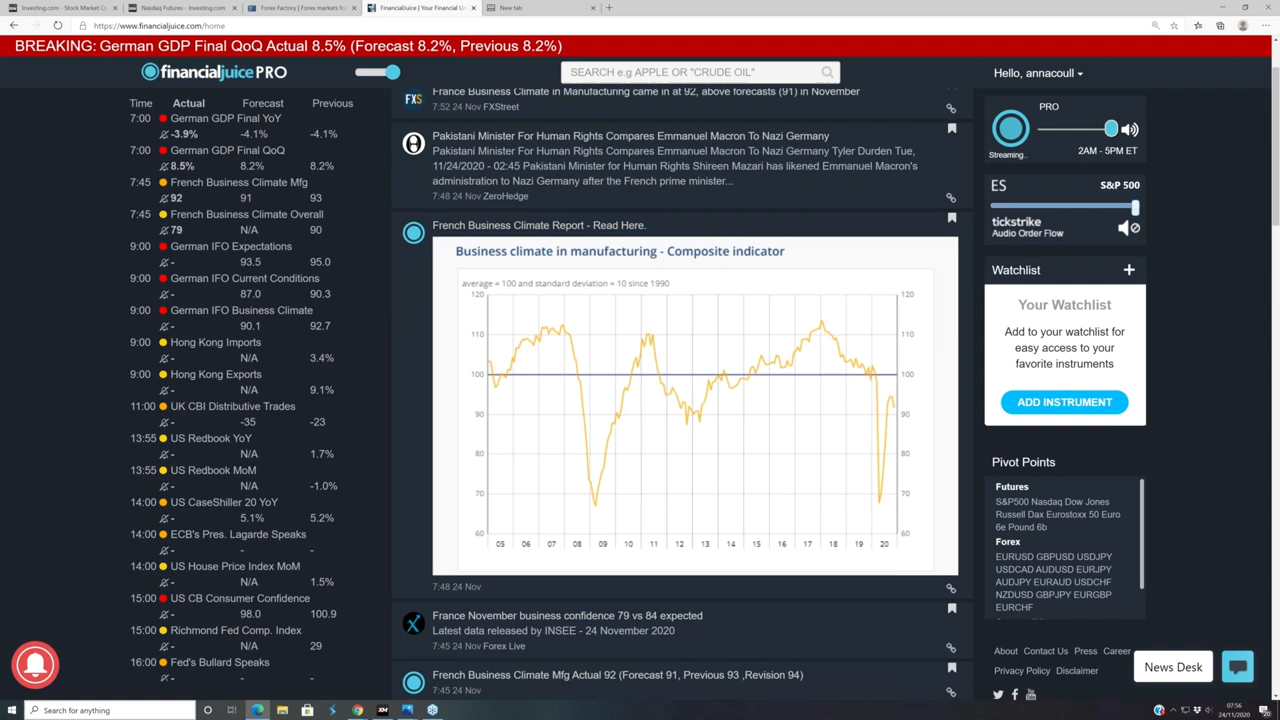 Investing.com - Stock Market Q
Nasdaq Futures - Investing.com
Forex Factory | Forex markets fo
FinancialJuice | Your Financial U
New tab
https://www.financialjuice.com/home
BREAKING: German GDP Final QoQ Actual 8.5% (Forecast 8.2%, Previous 8.2%)
financialjuice PRO
SEARCH e.g APPLE OR "CRUDE OIL"
Hello, annacoull
Time Actual Forecast Previous
7:00 German GDP Final YoY
-3.9% -4.1% -4.1%
7:00 German GDP Final QoQ
8.5% 8.2% 8.2%
7:45 French Business Climate Mfg
92 91 93
7:45 French Business Climate Overall
79 N/A 90
9:00 German IFO Expectations
- 93.5 95.0
9:00 German IFO Current Conditions
- 87.0 90.3
9:00 German IFO Business Climate
- 90.1 92.7
9:00 Hong Kong Imports
- N/A 3.4%
9:00 Hong Kong Exports
- N/A 9.1%
11:00 UK CBI Distributive Trades
- -35 -23
13:55 US Redbook YoY
- N/A 1.7%
13:55 US Redbook MoM
- N/A -1.0%
14:00 US CaseShiller 20 YoY
- 5.1% 5.2%
14:00 ECB's Pres. Lagarde Speaks
- - -
14:00 US House Price Index MoM
- N/A 1.5%
15:00 US CB Consumer Confidence
- 98.0 100.9
15:00 Richmond Fed Comp. Index
- N/A 29
16:00 Fed's Bullard Speaks
- - -
FXS
France Business Climate in Manufacturing came in at 92, above forecasts (91) in November
7:52 24 Nov FXStreet
Pakistani Minister For Human Rights Compares Emmanuel Macron To Nazi Germany
Pakistani Minister For Human Rights Compares Emmanuel Macron To Nazi Germany Tyler Durden Tue,
11/24/2020 - 02:45 Pakistani Minister for Human Rights Shireen Mazari has likened Emmanuel Macron's
administration to Nazi Germany after the French prime minister...
7:48 24 Nov ZeroHedge
French Business Climate Report - Read Here.
Business climate in manufacturing - Composite indicator
average = 100 and standard deviation = 10 since 1990
120 120
110 110
100 100
90 90
80 80
70 70
60 60
05 06 07 08 09 10 11 12 13 14 15 16 17 18 19 20
7:48 24 Nov
France November business confidence 79 vs 84 expected
Latest data released by INSEE - 24 November 2020
7:45 24 Nov Forex Live
French Business Climate Mfg Actual 92 (Forecast 91, Previous 93 ,Revision 94)
7:45 24 Nov
PRO
Streaming..
2AM - 5PM ET
ES S&P 500
tickstrike
Audio Order Flow
Watchlist +
Your Watchlist
Add to your watchlist for
easy access to your
favorite instruments
ADD INSTRUMENT
Pivot Points
Futures
S&P500 Nasdaq Dow Jones
Russell Dax Eurostoxx 50 Euro
6e Pound 6b
Forex
EURUSD GBPUSD USDJPY
USDCAD AUDUSD EURJPY
AUDJPY EURAUD USDCHF
NZDUSD GBPJPY EURGBP
EURCHF
About Contact Us Press Career
Privacy Policy Disclaimer
News Desk
Search for anything
XM
07:56
24/11/2020